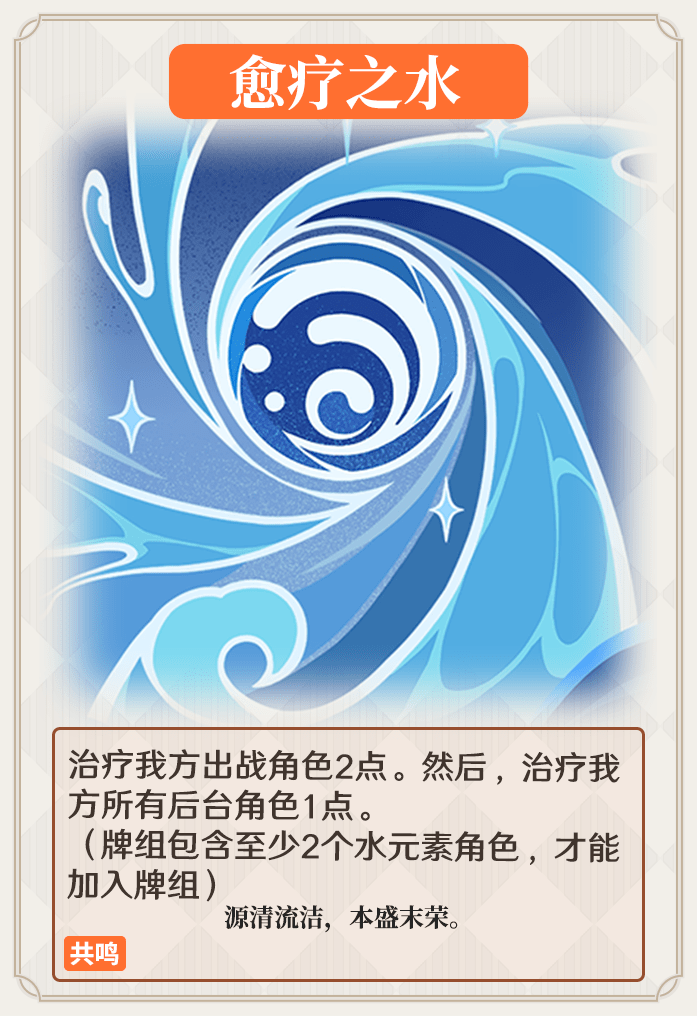 愈疗之水
治疗我方出战角色2点。然后，治疗我
方所有后台角色1点。
（牌组包含至少2个水元素角色，才能
加入牌组）
源清流洁，本盛末荣。
共鸣